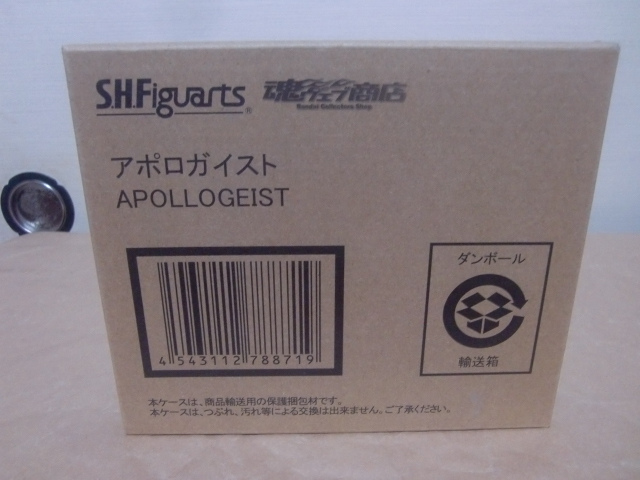 S.H.Figuarts® 魂ウェブ商店
Bandai Collectors Shop
アポロガイスト
APOLLOGEIST
4 543112 788719
ダンボール
輸送箱
本ケースは、商品輸送用の保護梱包材です。
本ケースは、つぶれ、汚れ等による交換は出来ません。ご了承ください。